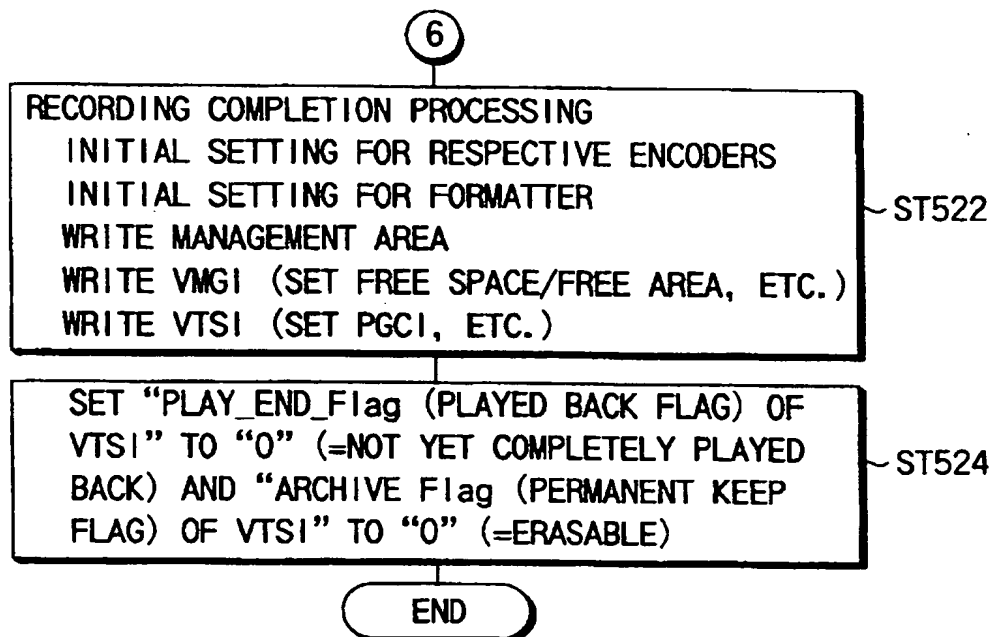 6
RECORDING COMPLETION PROCESSING
INITIAL SETTING FOR RESPECTIVE ENCODERS
INITIAL SETTING FOR FORMATTER
WRITE MANAGEMENT AREA
WRITE VMGI (SET FREE SPACE/FREE AREA, ETC.)
WRITE VTSI (SET PGCI, ETC.)
ST522
SET “PLAY_END_Flag (PLAYED BACK FLAG) OF
VTSI” TO “0” (=NOT YET COMPLETELY PLAYED
BACK) AND “ARCHIVE Flag (PERMANENT KEEP
FLAG) OF VTSI” TO “0” (=ERASABLE)
ST524
END